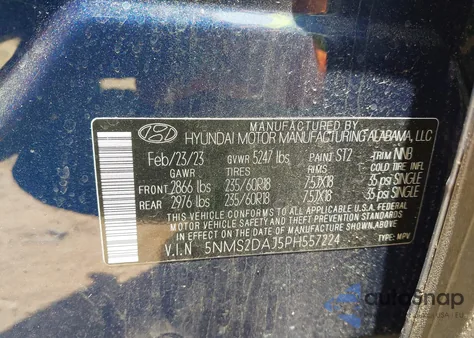 MANUFACTURED BY
HYUNDAI MOTOR MANUFACTURING ALABAMA, LLC
Feb/23/23 GVWR 5247 lbs PAINT ST2 TRIM NNB
GAWR TIRES RIMS COLD TIRE INFL
FRONT 2866 lbs 235/60R18 7.5JX18 35 psi SINGLE
REAR 2976 lbs 235/60R18 7.5JX18 35 psi SINGLE
THIS VEHICLE CONFORMS TO ALL APPLICABLE U.S.A. FEDERAL
MOTOR VEHICLE SAFETY AND THEFT PREVENTION STANDARDS
IN EFFECT ON THE DATE OF MANUFACTURE SHOWN ABOVE
V.I.N 5NMS2DAJ5PH557224 TYPE: MPV
autoSnap